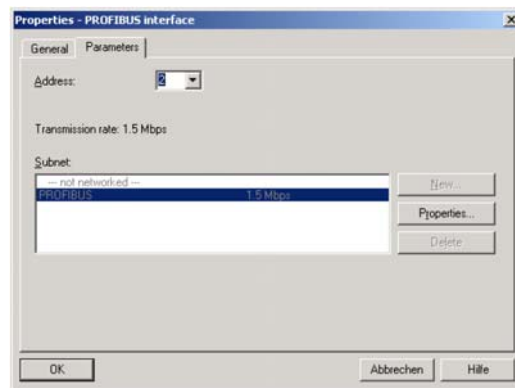 Properties - PROFIBUS interface
General Parameters
Address: 2
Transmission rate: 1.5 Mbps
Subnet:
--- not networked ---
New...
PROFIBUS 1.5 Mbps
Properties...
Delete
OK Abbrechen Hilfe